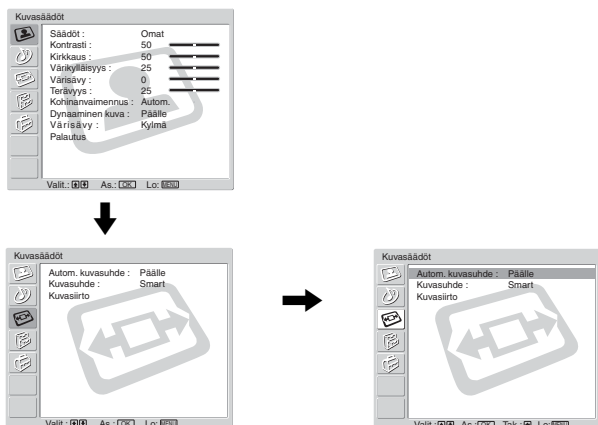 Kuvasäädöt
Säädöt : Omat
Kontrasti : 50
Kirkkaus : 50
Värikylläisyys : 25
Värisävy : 0
Terävyys : 25
Kohinanvaimennus : Autom.
Dynaaminen kuva : Päälle
Värisävy : Kylmä
Palautus
Valit.: As.: OK Lo: MENU
Kuvasäädöt
Autom. kuvasuhde : Päälle
Kuvasuhde : Smart
Kuvasiirto
Valit.: As.: OK Lo: MENU
Kuvasäädöt
Autom. kuvasuhde : Päälle
Kuvasuhde : Smart
Kuvasiirto
Valit.: As.: OK Tak.: Lo: MENU